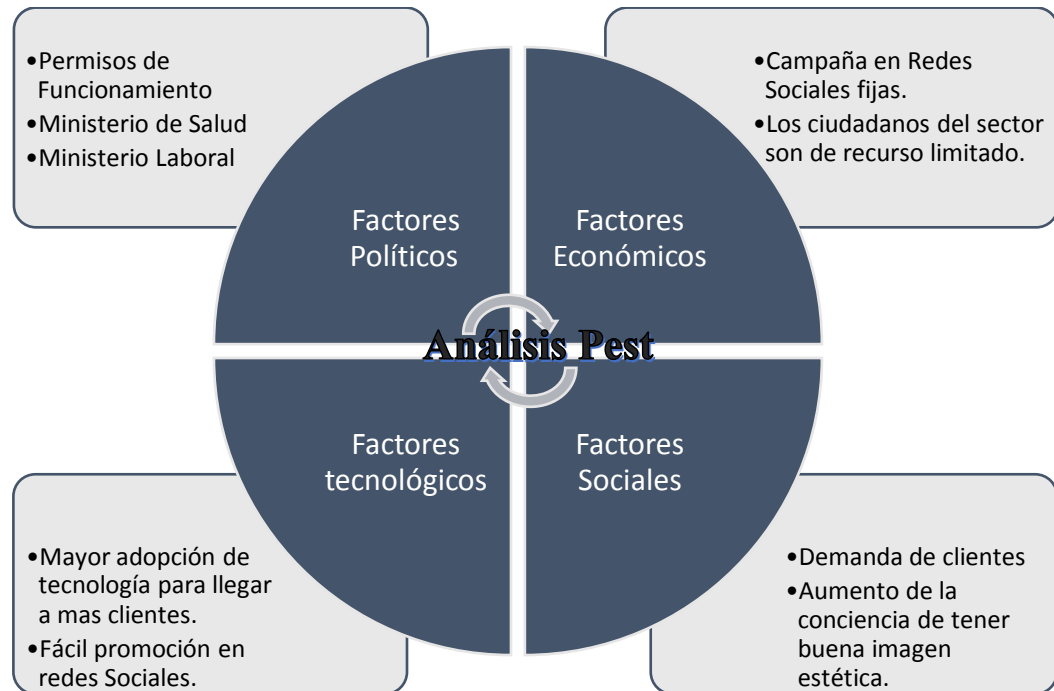 •Permisos de
Funcionamiento
•Ministerio de Salud
•Ministerio Laboral
•Campaña en Redes
Sociales fijas.
•Los ciudadanos del sector
son de recurso limitado.
Factores
Políticos
Factores
Económicos
Análisis Pest
Factores
tecnológicos
Factores
Sociales
•Mayor adopción de
tecnología para llegar
a mas clientes.
•Fácil promoción en
redes Sociales.
•Demanda de clientes
•Aumento de la
conciencia de tener
buena imagen
estética.